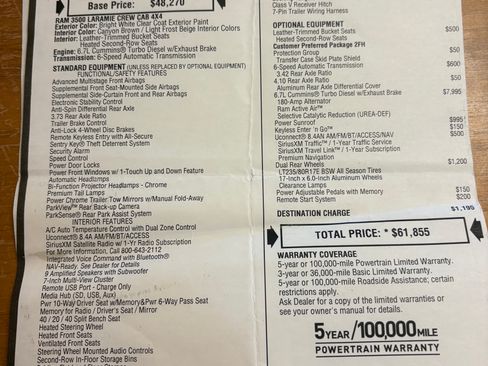 Base Price: $48,270
RAM 3500 LARAMIE CREW CAB 4X4
Exterior Color: Bright White Clear Coat Exterior Paint
Interior Color: Canyon Brown / Light Frost Beige Interior Colors
Interior: Leather-Trimmed Bucket Seats
Heated Second-Row Seats
Engine: 6.7L Cummins® Turbo Diesel w/Exhaust Brake
Transmission: 6-Speed Automatic Transmission
STANDARD EQUIPMENT (UNLESS REPLACED BY OPTIONAL EQUIPMENT)
FUNCTIONAL/SAFETY FEATURES
Advanced Multistage Front Airbags
Supplemental Front Seat-Mounted Side Airbags
Supplemental Side-Curtain Front and Rear Airbags
Electronic Stability Control
Anti-Spin Differential Rear Axle
3.73 Rear Axle Ratio
Trailer Brake Control
Anti-Lock 4-Wheel Disc Brakes
Remote Keyless Entry with All-Secure
Sentry Key® Theft Deterrent System
Security Alarm
Speed Control
Power Door Locks
Power Front Windows w/ 1-Touch Up and Down Feature
Automatic Headlamps
Bi-Function Projector Headlamps - Chrome
Premium Tail Lamps
Power Chrome Trailer Tow Mirrors w/Manual Fold-Away
ParkView™ Rear Back-up Camera
ParkSense® Rear Park Assist System
INTERIOR FEATURES
A/C Auto Temperature Control with Dual Zone Control
Uconnect® 8.4A AM/FM/BT/ACCESS
SiriusXM Satellite Radio w/ 1-Yr Radio Subscription
For More Information, Call 800-643-2112
Integrated Voice Command with Bluetooth®
NAV-Ready. See Dealer for Details
9 Amplified Speakers with Subwoofer
7-Inch Multi-View Cluster
Remote USB Port - Charge Only
Media Hub (SD, USB, Aux)
Pwr 10-Way Driver Seat w/Memory&Pwr 6-Way Pass Seat
Memory for Radio / Driver's Seat / Mirror
40 / 20 / 40 Split Bench Seat
Heated Steering Wheel
Heated Front Seats
Ventilated Front Seats
Steering Wheel Mounted Audio Controls
Second-Row In-Floor Storage Bins
Class V Receiver Hitch
7-Pin Trailer Wiring Harness
OPTIONAL EQUIPMENT
Leather-Trimmed Bucket Seats $500
Heated Second-Row Seats
Customer Preferred Package 2FH
Protection Group $50
Transfer Case Skid Plate Shield
6-Speed Automatic Transmission $600
3.42 Rear Axle Ratio
4.10 Rear Axle Ratio $50
Aluminum Rear Axle Differential Cover
6.7L Cummins® Turbo Diesel w/Exhaust Brake $7,995
180-Amp Alternator
Ram Active Air™
Selective Catalytic Reduction (UREA-DEF)
Power Sunroof $995
Keyless Enter 'n Go™ $150
Uconnect® 8.4AN AM/FM/BT/ACCESS/NAV $500
SiriusXM Traffic™ / 1-Year Traffic Service
SiriusXM Travel Link™ / 1-Year Subscription
Premium Navigation
Dual Rear Wheels $1,200
LT235/80R17E BSW All Season Tires
17-Inch x 6.0-Inch Aluminum Wheels
Clearance Lamps
Power Adjustable Pedals with Memory $150
Remote Start System $200
DESTINATION CHARGE $1,195
TOTAL PRICE: * $61,855
WARRANTY COVERAGE
5-year or 100,000-mile Powertrain Limited Warranty.
3-year or 36,000-mile Basic Limited Warranty.
5-year or 100,000-mile Roadside Assistance; certain
restrictions apply.
Ask Dealer for a copy of the limited warranties or
see your owner's manual for details.
5 YEAR / 100,000 MILE
POWERTRAIN WARRANTY